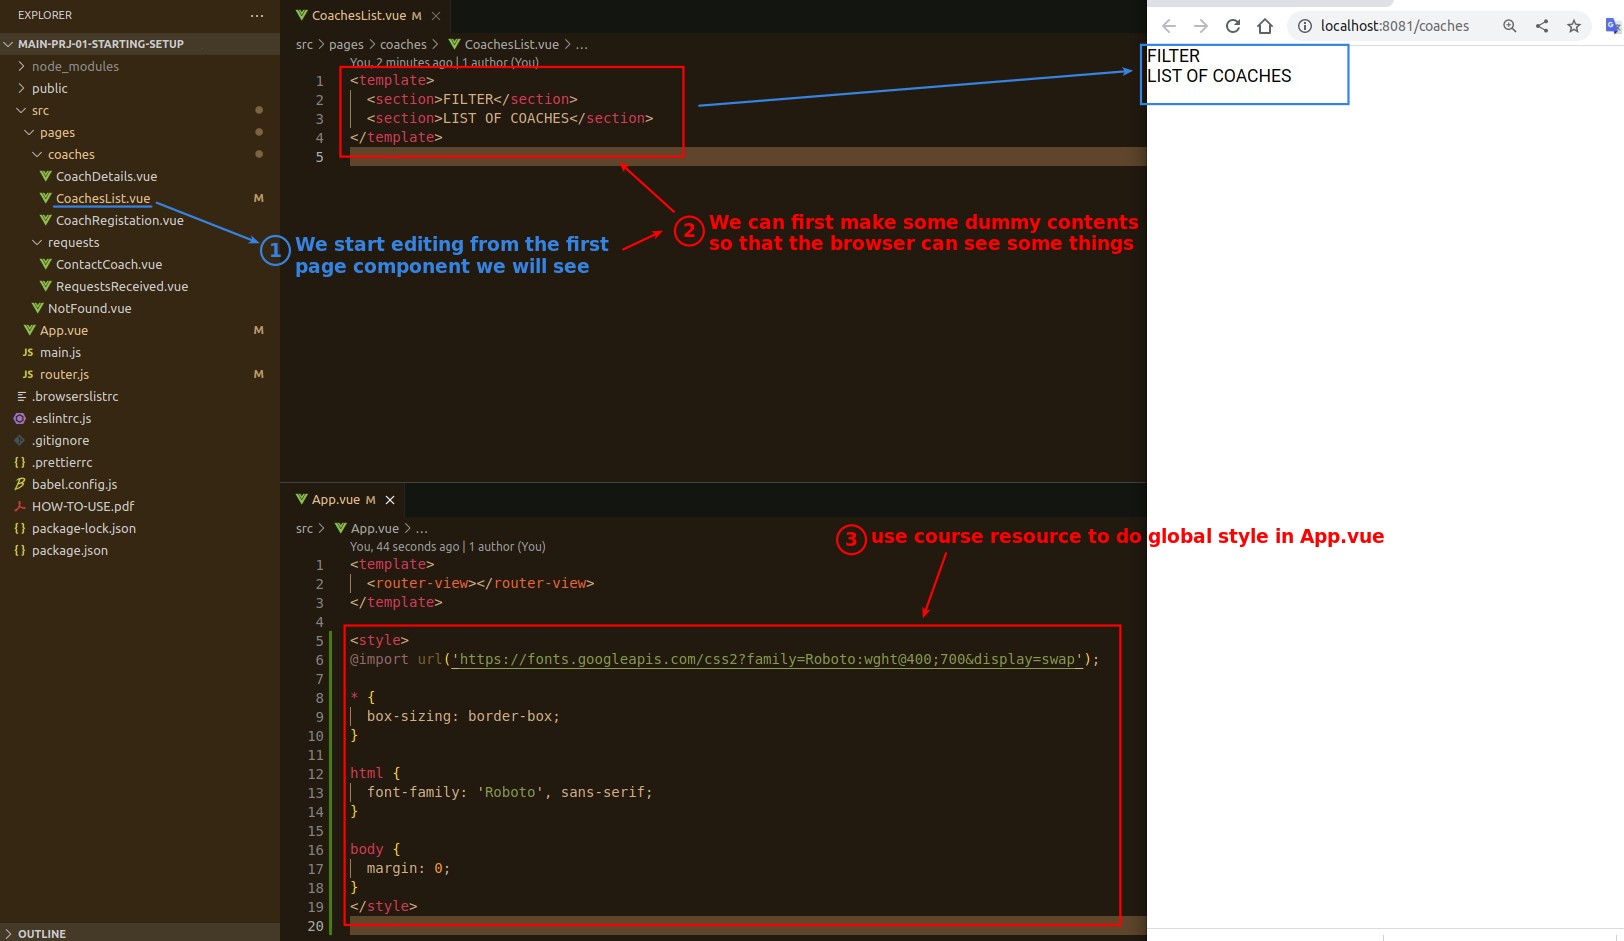 EXPLORER
MAIN-PRJ-01-STARTING-SETUP
node_modules
public
src
pages
coaches
CoachDetails.vue
CoachesList.vue M
CoachRegistation.vue
requests
ContactCoach.vue
RequestsReceived.vue
NotFound.vue
App.vue M
JS main.js
JS router.js M
.browserslistrc
.eslintrc.js
.gitignore
{} .prettierrc
babel.config.js
HOW-TO-USE.pdf
{} package-lock.json
{} package.json
OUTLINE
CoachesList.vue M
src > pages > coaches > CoachesList.vue > ...
You, 2 minutes ago | 1 author (You)
1 <template>
2 <section>FILTER</section>
3 <section>LIST OF COACHES</section>
4 </template>
5
1 We start editing from the first
page component we will see
2 We can first make some dummy contents
so that the browser can see some things
App.vue M
src > App.vue > ...
You, 44 seconds ago | 1 author (You)
1 <template>
2 <router-view></router-view>
3 </template>
4
5 <style>
6 @import url('https://fonts.googleapis.com/css2?family=Roboto:wght@400;700&display=swap');
7
8 * {
9 box-sizing: border-box;
10 }
11
12 html {
13 font-family: 'Roboto', sans-serif;
14 }
15
16 body {
17 margin: 0;
18 }
19 </style>
20
3 use course resource to do global style in App.vue
localhost:8081/coaches
FILTER
LIST OF COACHES